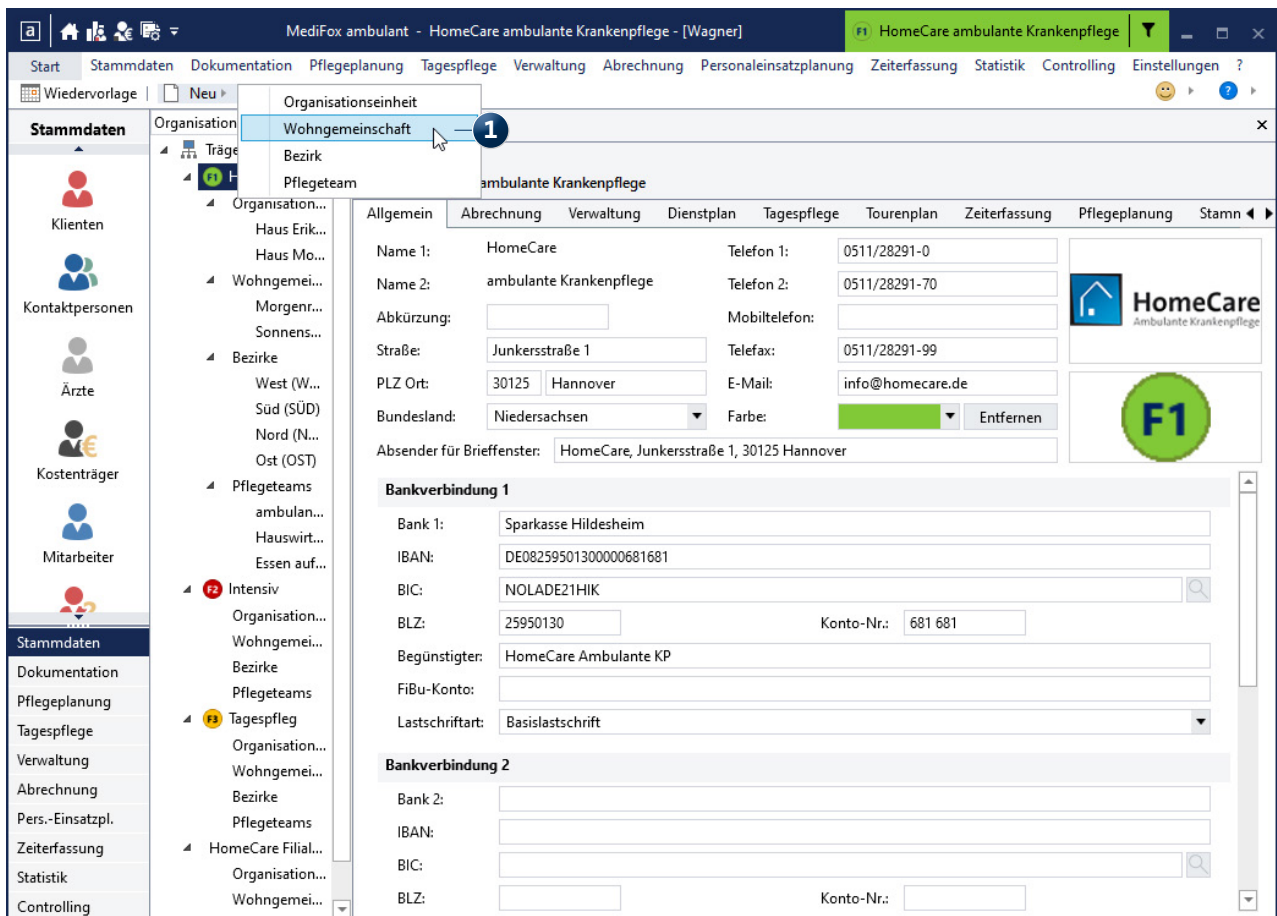 a MediFox ambulant - HomeCare ambulante Krankenpflege - [Wagner] F1 HomeCare ambulante Krankenpflege
Start Stammdaten Dokumentation Pflegeplanung Tagespflege Verwaltung Abrechnung Personaleinsatzplanung Zeiterfassung Statistik Controlling Einstellungen ?
Wiedervorlage Neu ?
Organisationseinheit
Wohngemeinschaft 1
Bezirk
Pflegeteam
Stammdaten
Klienten
Kontaktpersonen
Ärzte
Kostenträger
Mitarbeiter
Stammdaten
Dokumentation
Pflegeplanung
Tagespflege
Verwaltung
Abrechnung
Pers.-Einsatzpl.
Zeiterfassung
Statistik
Controlling
Organisation
Träge
F1 H
Organisation...
Haus Erik...
Haus Mo...
Wohngemei...
Morgenr...
Sonnens...
Bezirke
West (W...
Süd (SÜD)
Nord (N...
Ost (OST)
Pflegeteams
ambulan...
Hauswirt...
Essen auf...
F2 Intensiv
Organisation...
Wohngemei...
Bezirke
Pflegeteams
F3 Tagespfleg
Organisation...
Wohngemei...
Bezirke
Pflegeteams
HomeCare Filial...
Organisation...
Wohngemei...
ambulante Krankenpflege
Allgemein Abrechnung Verwaltung Dienstplan Tagespflege Tourenplan Zeiterfassung Pflegeplanung Stamn
Name 1: HomeCare Telefon 1: 0511/28291-0
Name 2: ambulante Krankenpflege Telefon 2: 0511/28291-70
Abkürzung: Mobiltelefon:
Straße: Junkersstraße 1 Telefax: 0511/28291-99
PLZ Ort: 30125 Hannover E-Mail: info@homecare.de
Bundesland: Niedersachsen Farbe: Entfernen
Absender für Brieffenster: HomeCare, Junkersstraße 1, 30125 Hannover
HomeCare
Ambulante Krankenpflege
F1
Bankverbindung 1
Bank 1: Sparkasse Hildesheim
IBAN: DE08259501300000681681
BIC: NOLADE21HIK
BLZ: 25950130 Konto-Nr.: 681 681
Begünstigter: HomeCare Ambulante KP
FiBu-Konto:
Lastschriftart: Basislastschrift
Bankverbindung 2
Bank 2:
IBAN:
BIC:
BLZ: Konto-Nr.: